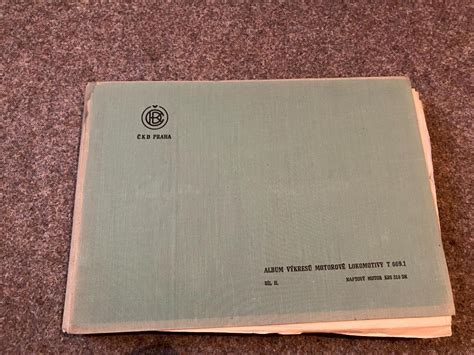 ČKD PRAHA
ALBUM VÝKRESŮ MOTOROVÉ LOKOMOTIVY T 669.1
DÍL II. NAFTOVÝ MOTOR K6S 310 DR